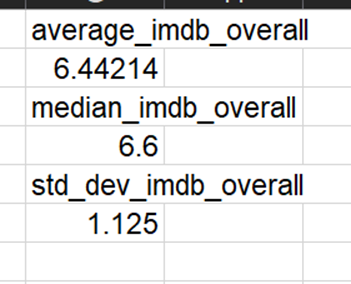 average_imdb_overall
6.44214
median_imdb_overall
6.6
std_dev_imdb_overall
1.125